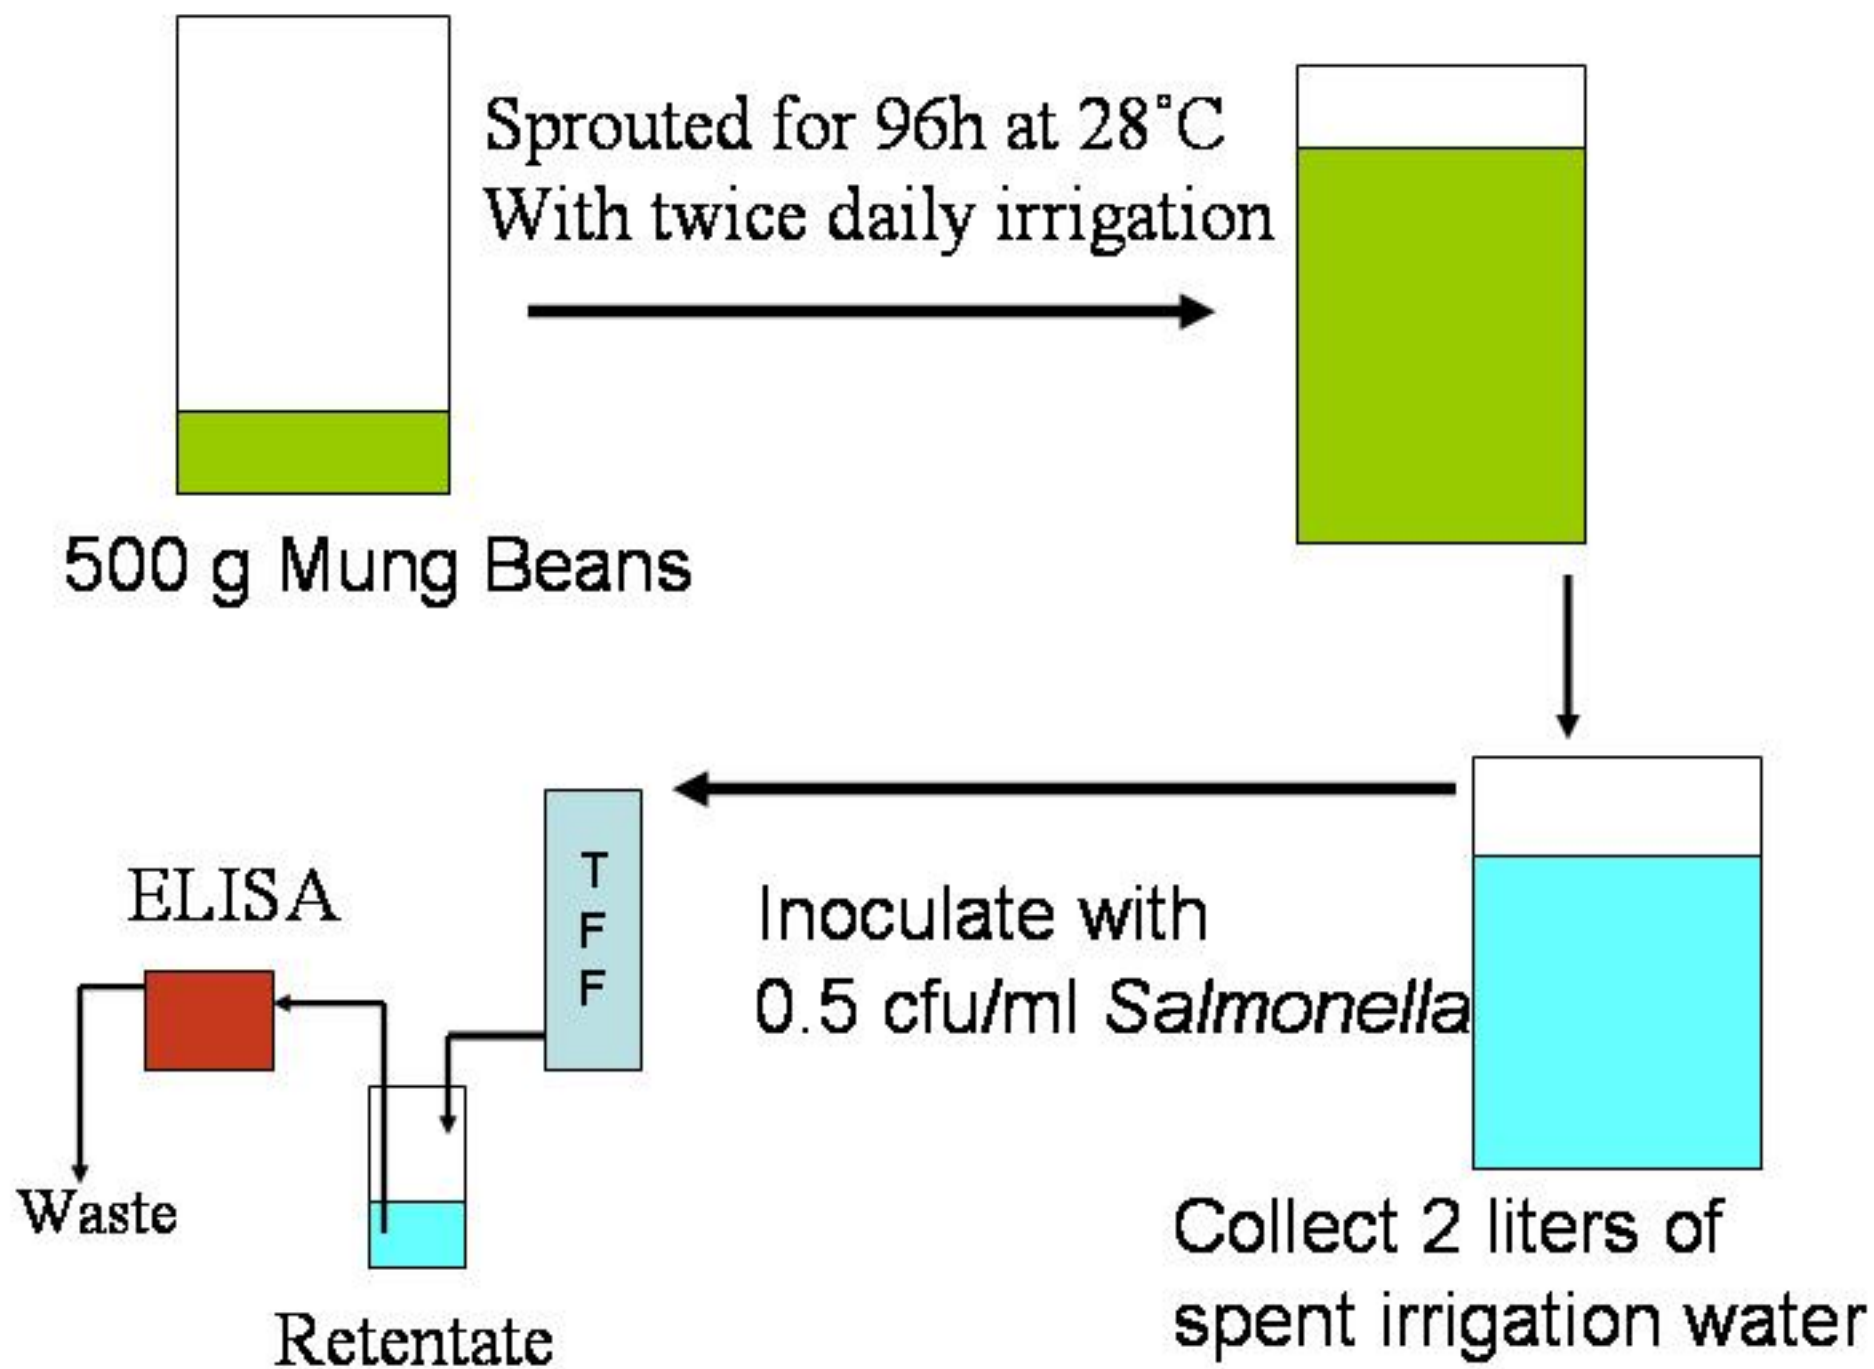 Sprouted for 96h at 28°C
With twice daily irrigation
500 g Mung Beans
T
F
F
ELISA
Inoculate with
0.5 cfu/ml Salmonella
Waste
Retentate
Collect 2 liters of
spent irrigation water